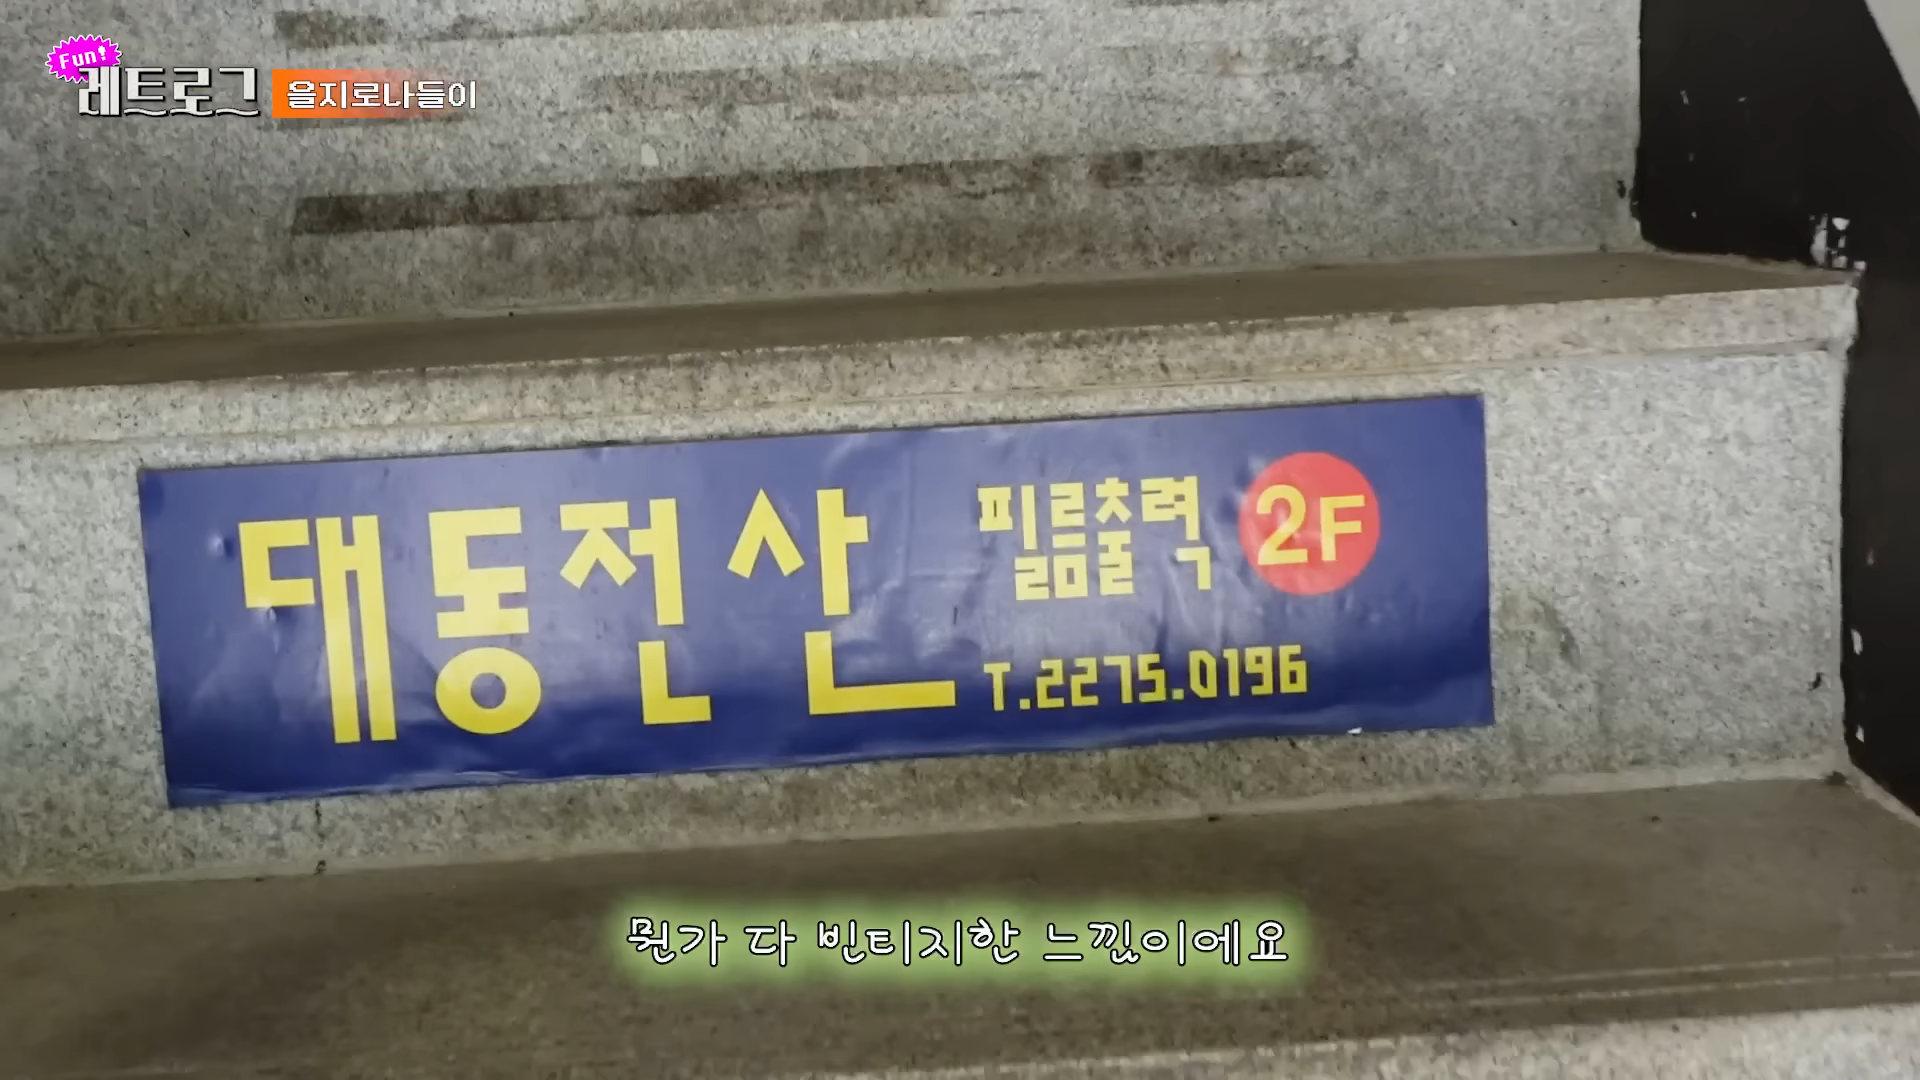 Fun!
레트로그 을지로나들이
대동전산 필름출력 2F
T.2275.0196
뭔가 다 빈티지한 느낌이에요